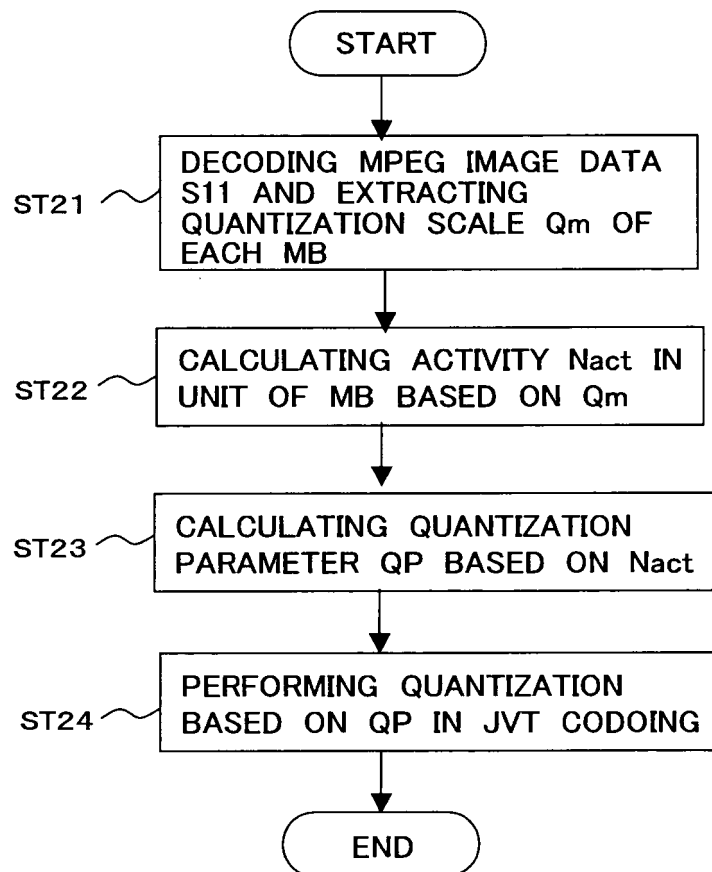 START
ST21
DECODING MPEG IMAGE DATA
S11 AND EXTRACTING
QUANTIZATION SCALE Qm OF
EACH MB
ST22
CALCULATING ACTIVITY Nact IN
UNIT OF MB BASED ON Qm
ST23
CALCULATING QUANTIZATION
PARAMETER QP BASED ON Nact
ST24
PERFORMING QUANTIZATION
BASED ON QP IN JVT CODOING
END